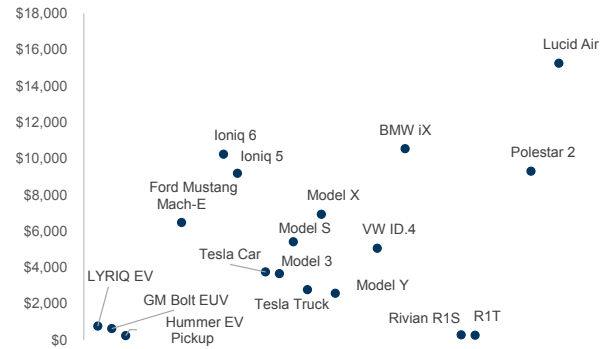 $18,000
$16,000
$14,000
$12,000
$10,000
$8,000
$6,000
$4,000
$2,000
$0
Lucid Air
BMW iX
Ioniq 6
Ioniq 5
Polestar 2
Ford Mustang
Mach-E
Model X
Model S
VW ID.4
Tesla Car
Model 3
LYRIQ EV
GM Bolt EUV
Tesla Truck
Model Y
Hummer EV
Pickup
Rivian R1S
R1T